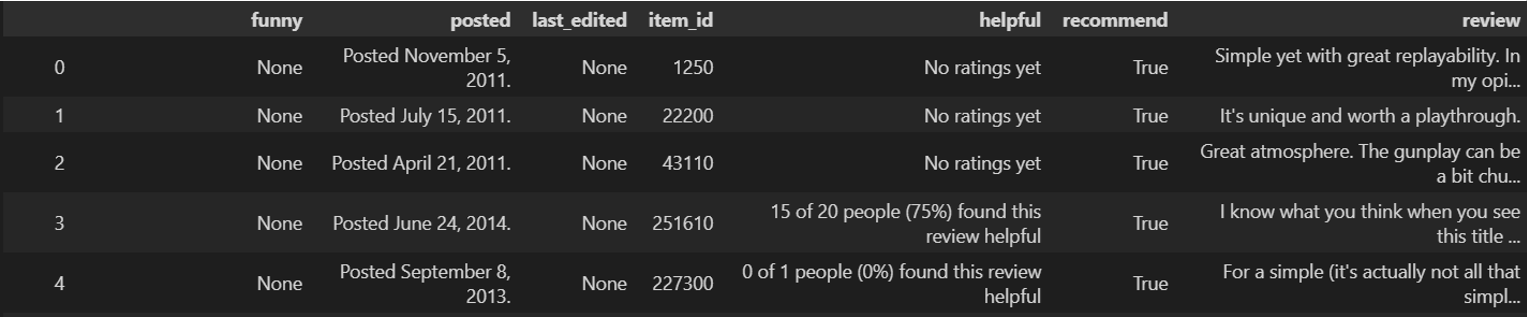 funny posted last_edited item_id helpful recommend review
0 None Posted November 5, 2011. None 1250 No ratings yet True Simple yet with great replayability. In my opi...
1 None Posted July 15, 2011. None 22200 No ratings yet True It's unique and worth a playthrough.
2 None Posted April 21, 2011. None 43110 No ratings yet True Great atmosphere. The gunplay can be a bit chu...
3 None Posted June 24, 2014. None 251610 15 of 20 people (75%) found this review helpful True I know what you think when you see this title ...
4 None Posted September 8, 2013. None 227300 0 of 1 people (0%) found this review helpful True For a simple (it's actually not all that simpl...